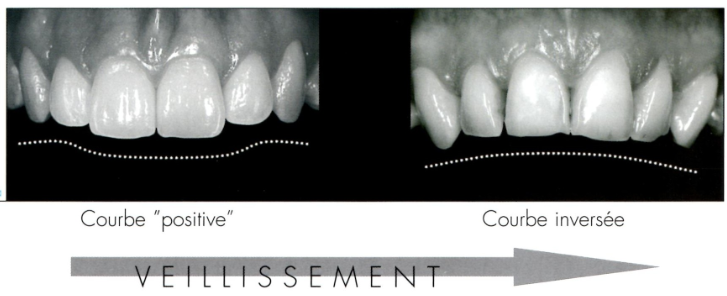 Courbe "positive"
Courbe inversée
VEILLISSEMENT